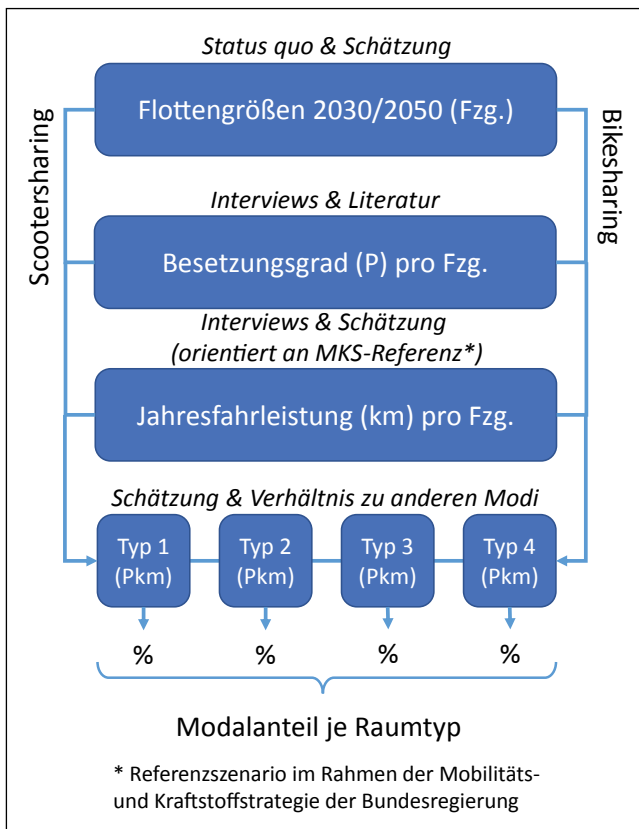 Status quo & Schätzung
Scootersharing
Bikesharing
Flottengrößen 2030/2050 (Fzg.)
Interviews & Literatur
Besetzungsgrad (P) pro Fzg.
Interviews & Schätzung
(orientiert an MKS-Referenz*)
Jahresfahrleistung (km) pro Fzg.
Schätzung & Verhältnis zu anderen Modi
Typ 1
(Pkm)
Typ 2
(Pkm)
Typ 3
(Pkm)
Typ 4
(Pkm)
% % % %
Modalanteil je Raumtyp
* Referenzszenario im Rahmen der Mobilitäts-
und Kraftstoffstrategie der Bundesregierung